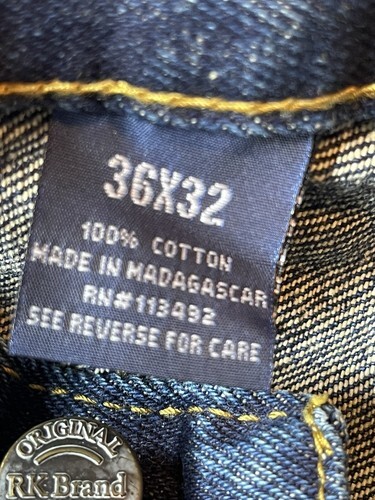 36X32
100% COTTON
MADE IN MADAGASCAR
RN#113492
SEE REVERSE FOR CARE
ORIGINAL
RK Brand